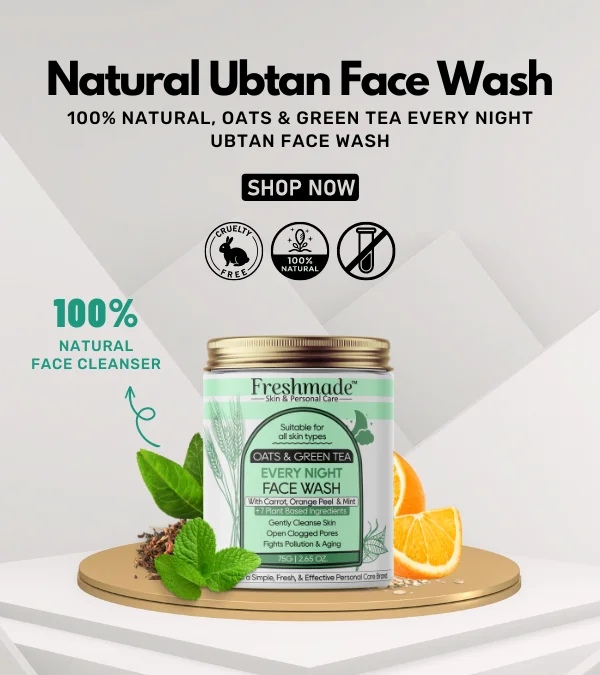 Natural Ubtan Face Wash
100% NATURAL, OATS & GREEN TEA EVERY NIGHT
UBTAN FACE WASH
SHOP NOW
CRUELTY
FREE
100%
NATURAL
100%
NATURAL
FACE CLEANSER
Freshmade™
Skin & Personal Care
Suitable for
all skin types
OATS & GREEN TEA
EVERY NIGHT
FACE WASH
With Carrot, Orange Peel & Mint
+7 Plant Based Ingredients
Gently Cleanse Skin
Open Clogged Pores
Fights Pollution & Aging
75G | 2.65 OZ
a Simple, Fresh, & Effective Personal Care Brand